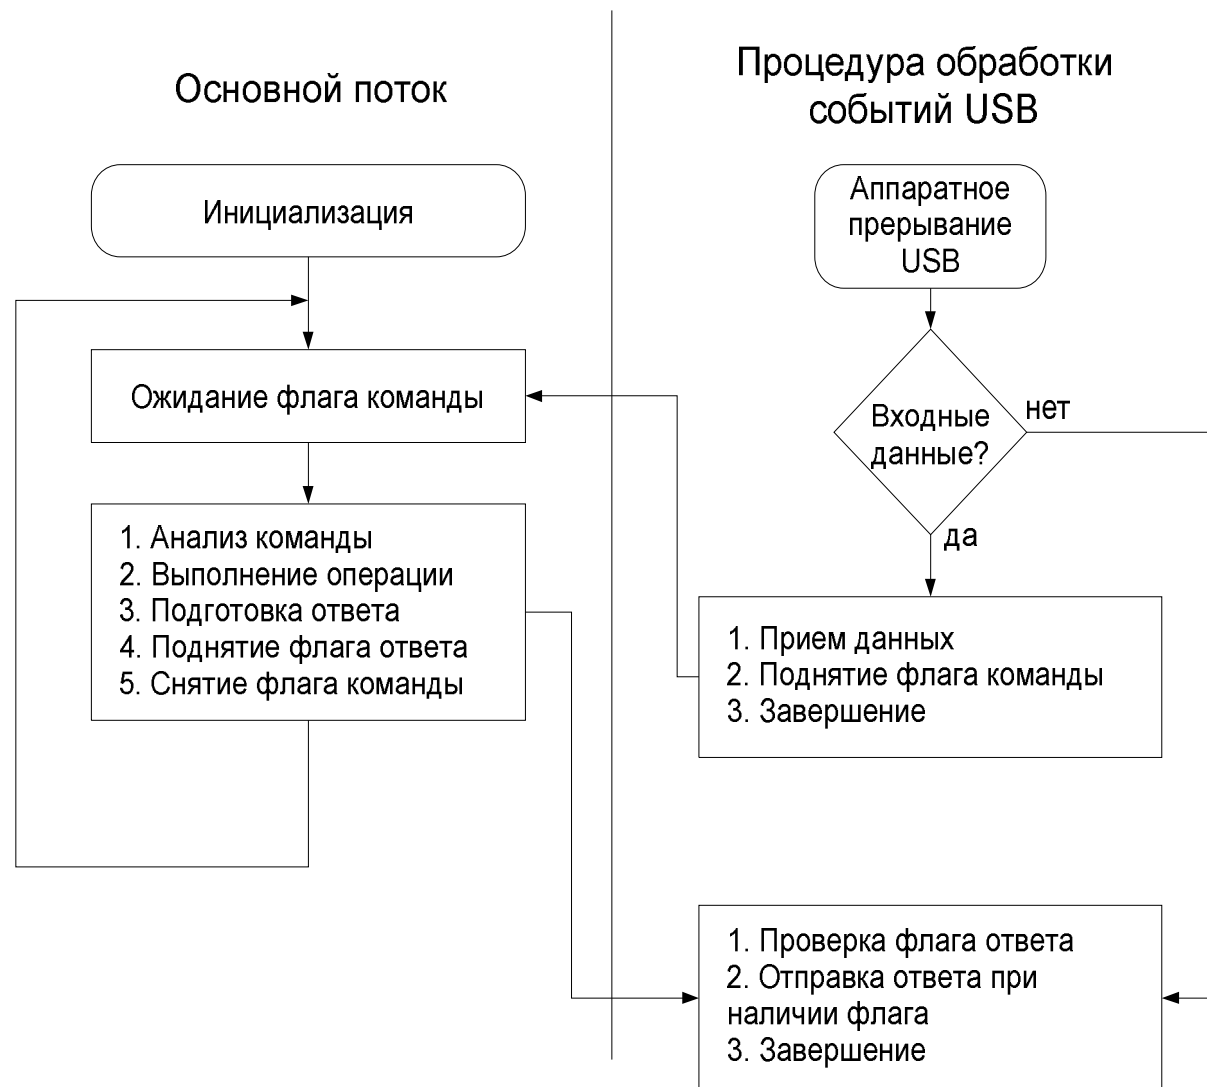 Основной поток
Инициализация
Ожидание флага команды
1. Анализ команды
2. Выполнение операции
3. Подготовка ответа
4. Поднятие флага ответа
5. Снятие флага команды
Процедура обработки
событий USB
Аппаратное
прерывание
USB
Входные
данные?
нет
да
1. Прием данных
2. Поднятие флага команды
3. Завершение
1. Проверка флага ответа
2. Отправка ответа при
наличии флага
3. Завершение